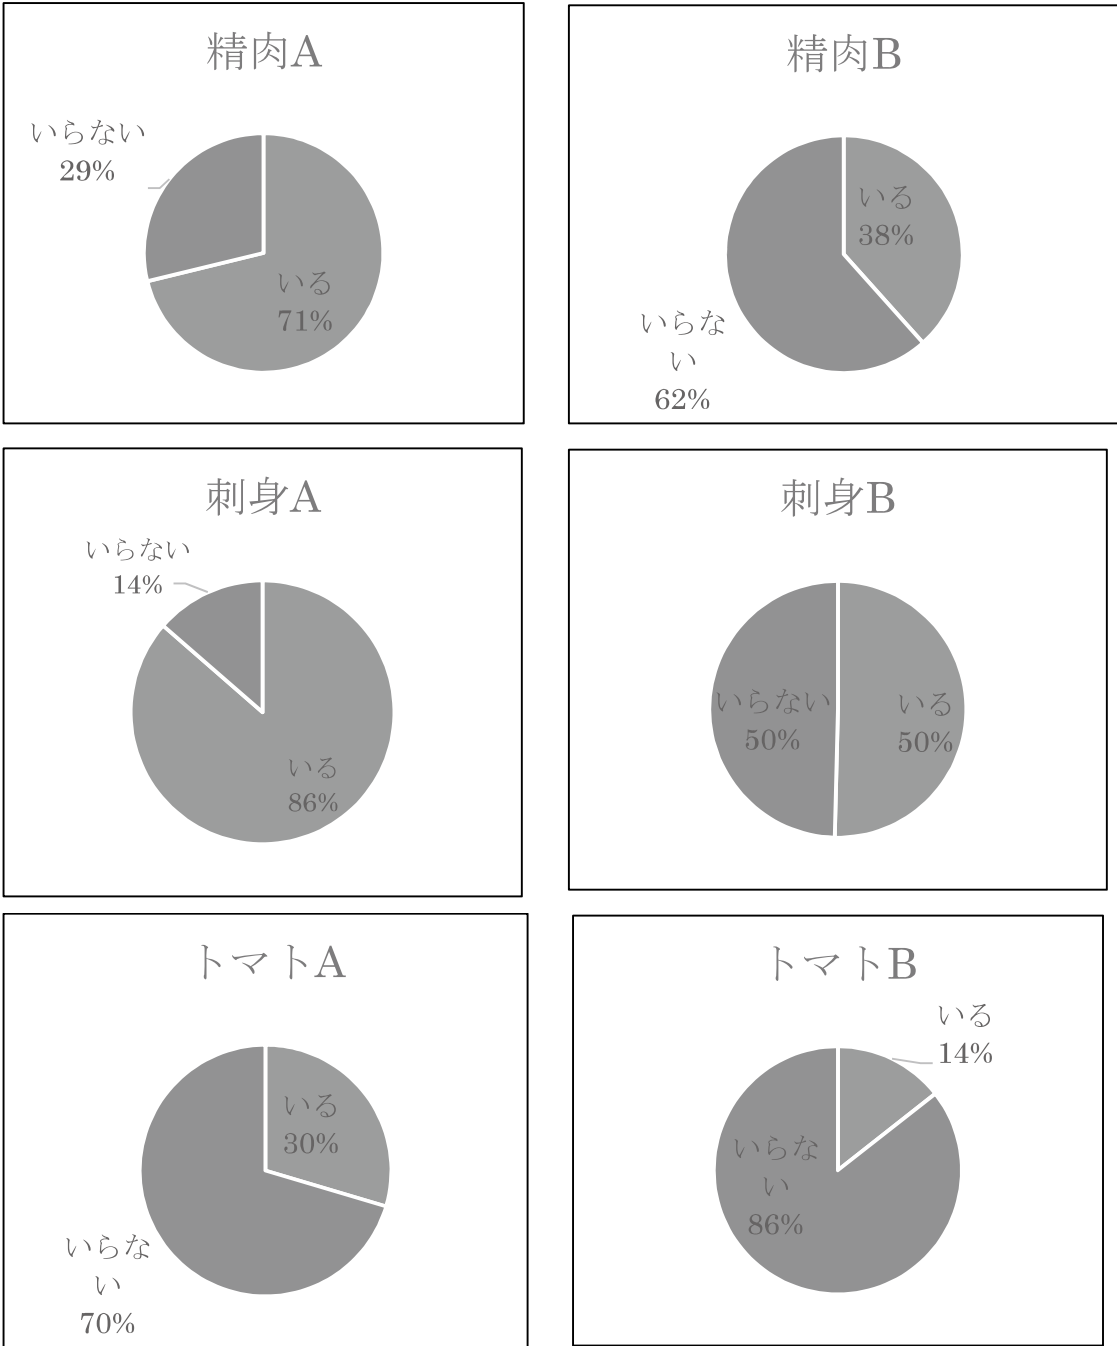 精肉A
いらない
29%
いる
71%
精肉B
いる
38%
いらな
い
62%
刺身A
いらない
14%
いる
86%
刺身B
いらない
50%
いる
50%
トマトA
いる
30%
いらな
い
70%
トマトB
いる
14%
いらな
い
86%